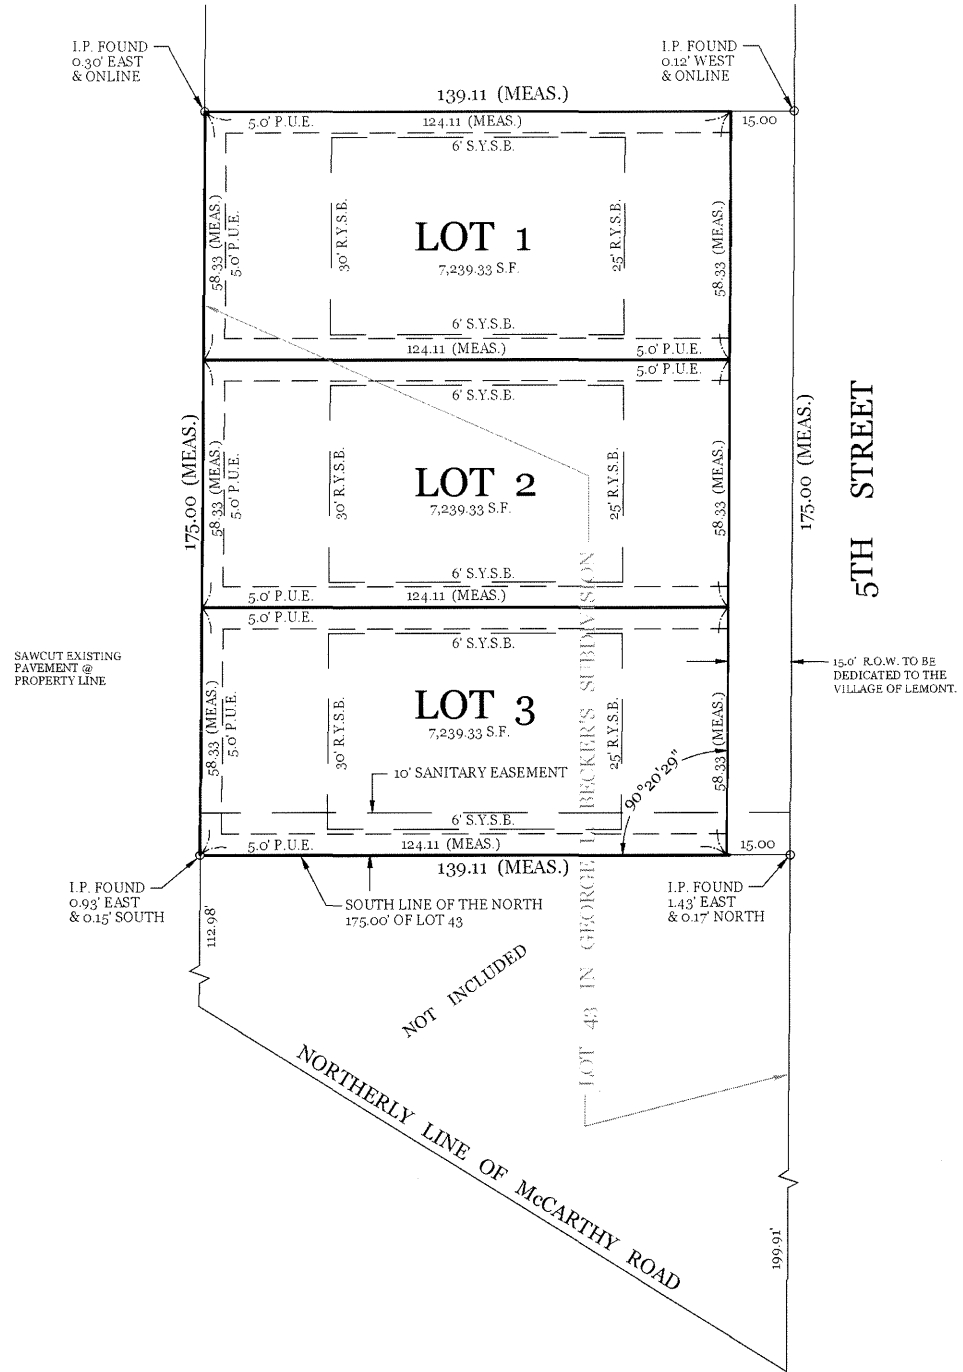 I.P. FOUND
0.30' EAST
& ONLINE
I.P. FOUND
0.12' WEST
& ONLINE
139.11 (MEAS.)
5.0' P.U.E.
124.11 (MEAS.)
15.00
6' S.Y.S.B.
58.33 (MEAS.)
5.0' P.U.E.
30' R.Y.S.B.
LOT 1
7,239.33 S.F.
25' R.Y.S.B.
58.33 (MEAS.)
6' S.Y.S.B.
124.11 (MEAS.)
5.0' P.U.E.
5.0' P.U.E.
6' S.Y.S.B.
175.00 (MEAS.)
58.33 (MEAS.)
5.0' P.U.E.
30' R.Y.S.B.
LOT 2
7,239.33 S.F.
25' R.Y.S.B.
58.33 (MEAS.)
175.00 (MEAS.)
5TH STREET
6' S.Y.S.B.
5.0' P.U.E.
124.11 (MEAS.)
5.0' P.U.E.
6' S.Y.S.B.
SAWCUT EXISTING
PAVEMENT @
PROPERTY LINE
58.33 (MEAS.)
5.0' P.U.E.
30' R.Y.S.B.
LOT 3
7,239.33 S.F.
25' R.Y.S.B.
58.33 (MEAS.)
15.0' R.O.W. TO BE
DEDICATED TO THE
VILLAGE OF LEMONT.
10' SANITARY EASEMENT
90°20'29"
6' S.Y.S.B.
5.0' P.U.E.
124.11 (MEAS.)
15.00
139.11 (MEAS.)
I.P. FOUND
0.93' EAST
& 0.15' SOUTH
I.P. FOUND
1.43' EAST
& 0.17' NORTH
SOUTH LINE OF THE NORTH
175.00' OF LOT 43
112.98'
NOT INCLUDED
LOT 43 IN GEORGE BECKER'S SUBDIVISION
NORTHERLY LINE OF McCARTHY ROAD
199.91'